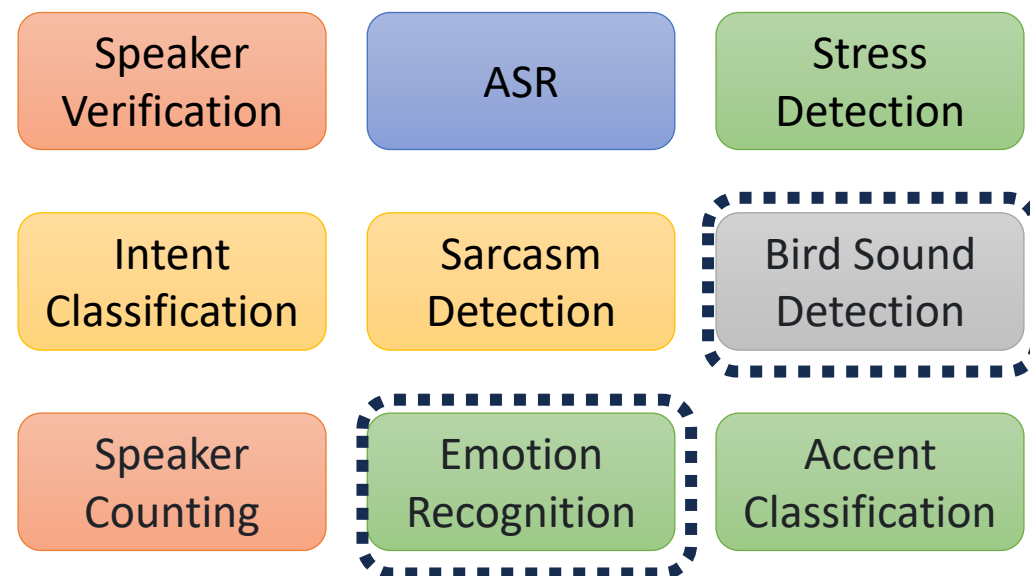 Speaker
Verification
ASR
Stress
Detection
Intent
Classification
Sarcasm
Detection
Bird Sound
Detection
Speaker
Counting
Emotion
Recognition
Accent
Classification